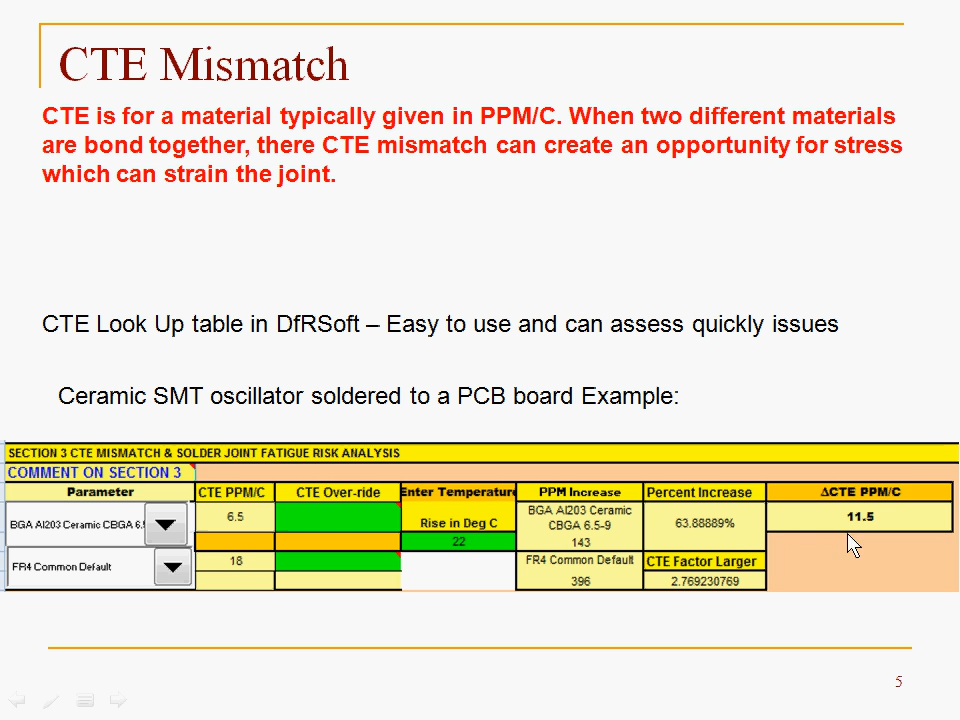 CTE Mismatch
CTE is for a material typically given in PPM/C. When two different materials
are bond together, there CTE mismatch can create an opportunity for stress
which can strain the joint.
CTE Look Up table in DfRSoft – Easy to use and can assess quickly issues
Ceramic SMT oscillator soldered to a PCB board Example:
SECTION 3 CTE MISMATCH & SOLDER JOINT FATIGUE RISK ANALYSIS
COMMENT ON SECTION 3
Parameter CTE PPM/C CTE Over-ride Enter Temperature PPM Increase Percent Increase ΔCTE PPM/C
BGA Al203 Ceramic CBGA 6.5 6.5 Rise in Deg C BGA Al203 Ceramic 63.88889% 11.5
CBGA 6.5-9
22 143
FR4 Common Default 18 FR4 Common Default CTE Factor Larger
396 2.769230769
5